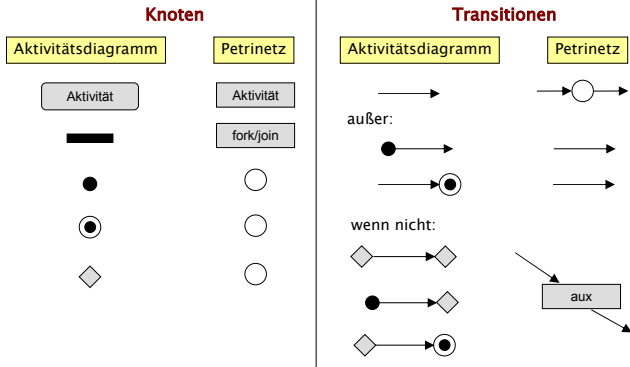 Knoten
Aktivitätsdiagramm
Petrinetz
Aktivität
Aktivität
fork/join
Transitionen
Aktivitätsdiagramm
Petrinetz
außer:
wenn nicht:
aux